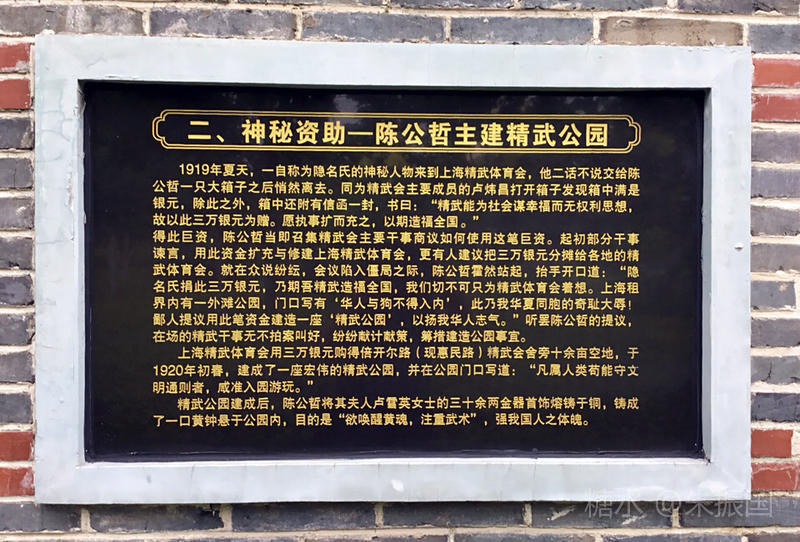 二、神秘资助—陈公哲主建精武公园
1919年夏天，一自称为隐名氏的神秘人物来到上海精武体育会，他二话不说交给陈
公哲一只大箱子之后悄然离去。同为精武会主要成员的卢炜昌打开箱子发现箱中满是
银元，除此之外，箱中还附有信函一封，书曰：“精武能为社会谋幸福而无权利思想，
故以此三万银元为赠。愿执事扩而充之，以期造福全国。”
得此巨资，陈公哲当即召集精武会主要干事商议如何使用这笔巨资。起初部分干事
谏言，用此资金扩充与修建上海精武体育会，更有人建议把三万银元分摊给各地的精
武体育会。就在众说纷纭，会议陷入僵局之际，陈公哲霍然站起，抬手开口道：“隐
名氏捐此三万银元，乃期吾精武造福全国，我们切不可只为精武体育会着想。上海租
界内有一外滩公园，门口写有‘华人与狗不得入内’，此乃我华夏同胞的奇耻大辱！
鄙人提议用此笔资金建造一座‘精武公园’，以扬我华人志气。”听罢陈公哲的提议，
在场的精武干事无不拍案叫好，纷纷献计献策，筹措建造公园事宜。
上海精武体育会用三万银元购得倍开尔路（现惠民路）精武会舍旁十余亩空地，于
1920年初春，建成了一座宏伟的精武公园，并在公园门口写道：“凡属人类苟能守文
明通则者，咸准入园游玩。”
精武公园建成后，陈公哲将其夫人卢雪英女士的三十余两金器首饰熔铸于铜，铸成
了一口黄钟悬于公园内，目的是“欲唤醒黄魂，注重武术”，强我国人之体魄。
糖水 @宋振国